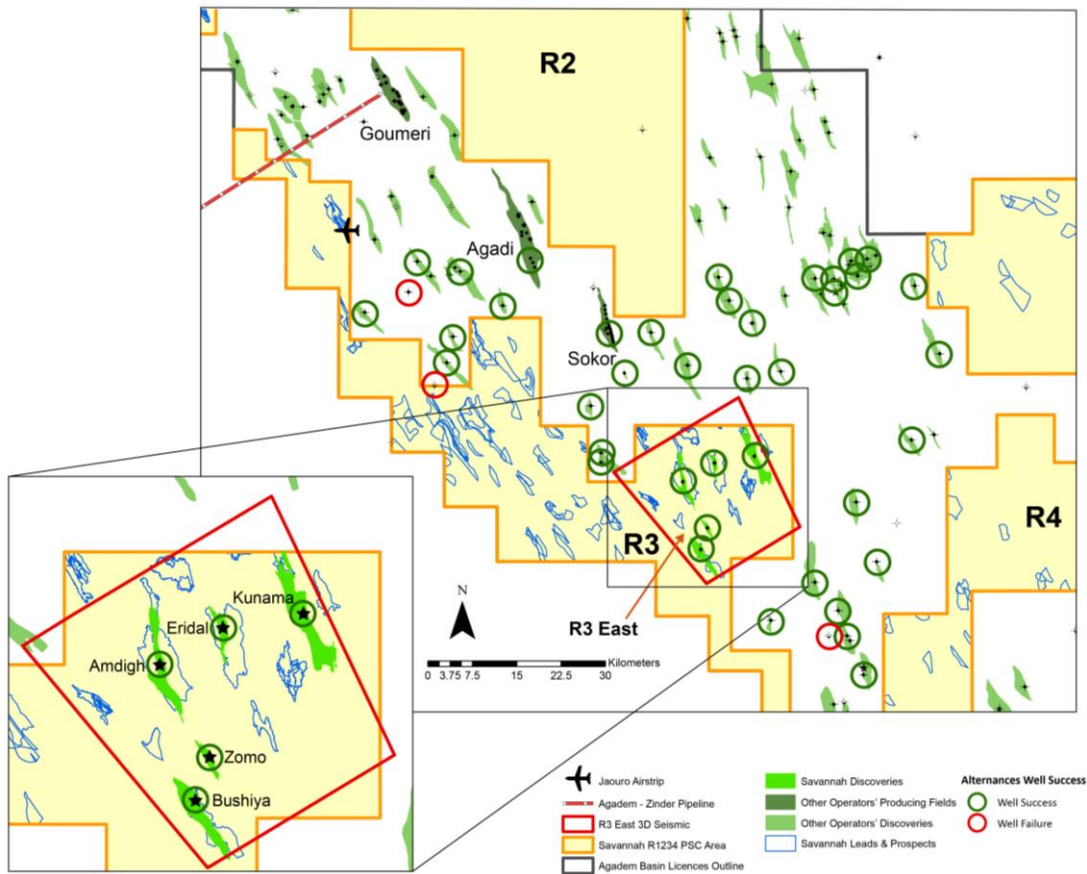 R2
Goumeri
Agadi
Sokor
R3
R4
R3 East
N
Kilometers
0 3.75 7.5 15 22.5 30
Kunama
Eridal
Amdigh
Zomo
Bushiya
Jaouro Airstrip
Agadem - Zinder Pipeline
R3 East 3D Seismic
Savannah R1234 PSC Area
Agadem Basin Licences Outline
Savannah Discoveries
Other Operators' Producing Fields
Other Operators' Discoveries
Savannah Leads & Prospects
Alternances Well Success
Well Success
Well Failure